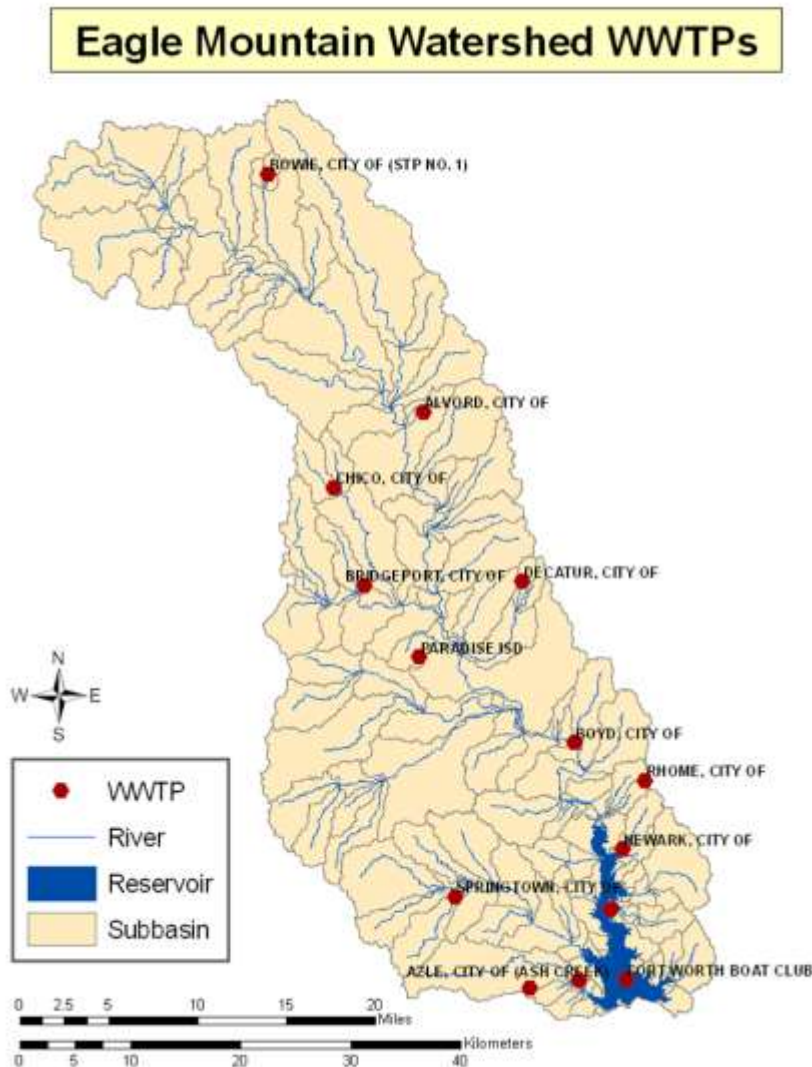 Eagle Mountain Watershed WWTPs
BOWIE, CITY OF (STP NO. 1)
ALVORD, CITY OF
CHICO, CITY OF
BRIDGEPORT, CITY OF
DECATUR, CITY OF
PARADISE ISD
N
W E
S
BOYD, CITY OF
RHOME, CITY OF
WWTP
River
Reservoir
Subbasin
NEWARK, CITY OF
SPRINGTOWN, CITY OF
AZLE, CITY OF (ASH CREEK)
FORT WORTH BOAT CLUB
0 2.5 5 10 15 20
Miles
Kilometers
0 5 10 20 30 40